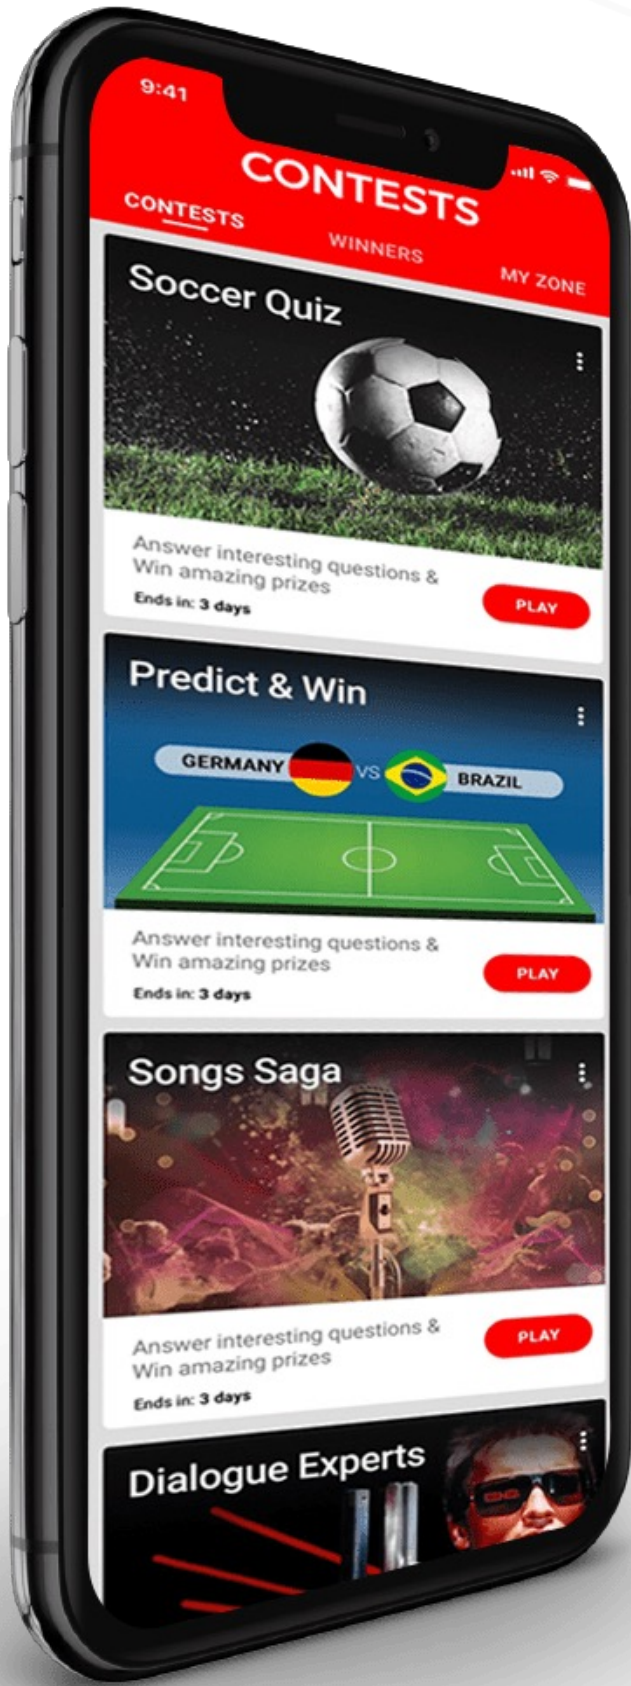 9:41
CONTESTS
CONTESTS
WINNERS
MY ZONE
Soccer Quiz
Answer interesting questions &
Win amazing prizes
Ends in: 3 days
PLAY
Predict & Win
GERMANY VS BRAZIL
Answer interesting questions &
Win amazing prizes
Ends in: 3 days
PLAY
Songs Saga
Answer interesting questions &
Win amazing prizes
Ends in: 3 days
PLAY
Dialogue Experts